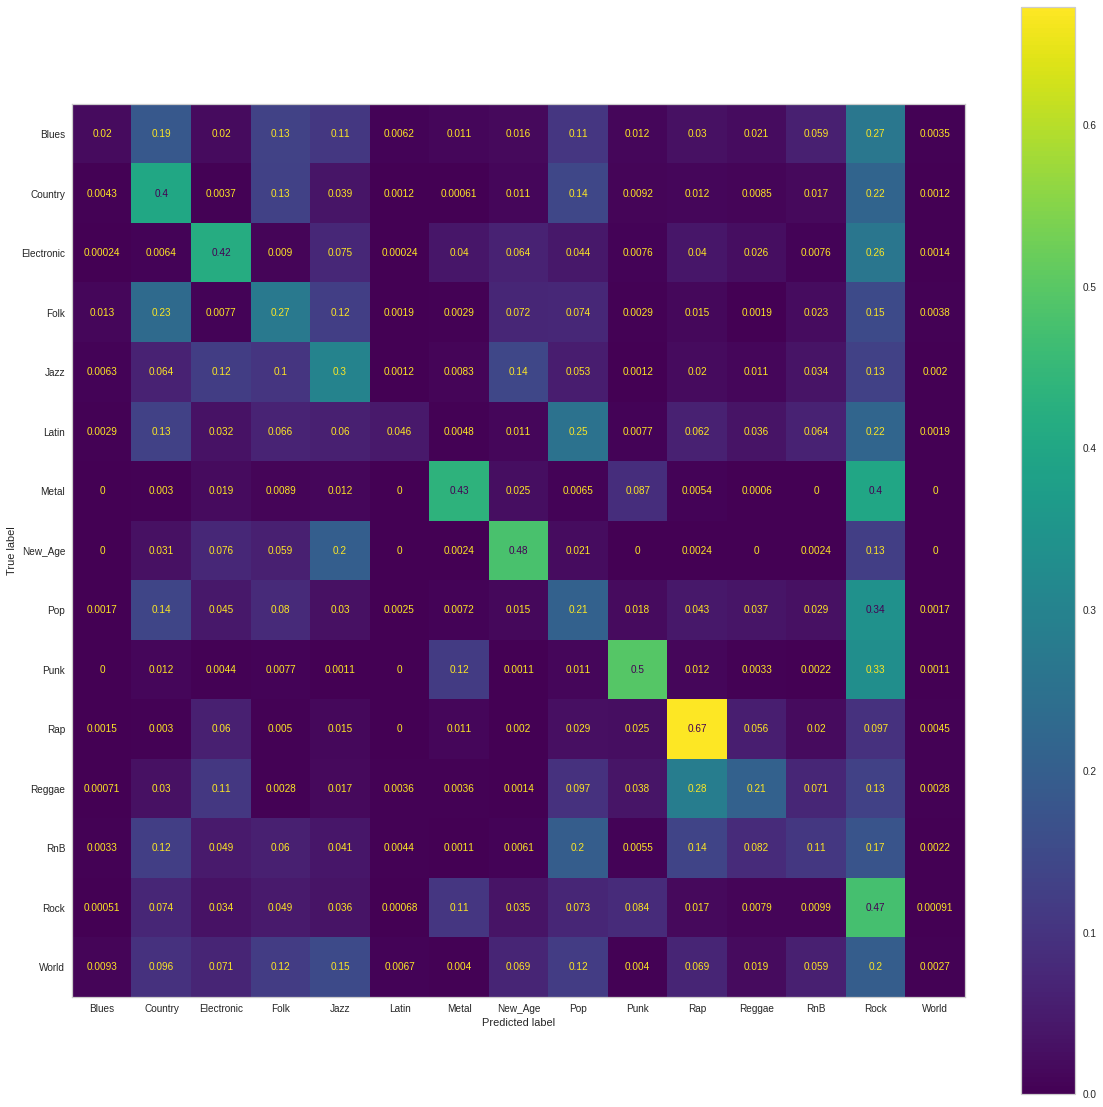 Blues 0.02 0.19 0.02 0.13 0.11 0.0062 0.011 0.016 0.11 0.012 0.03 0.021 0.059 0.27 0.0035
Country 0.0043 0.4 0.0037 0.13 0.039 0.0012 0.00061 0.011 0.14 0.0092 0.012 0.0085 0.017 0.22 0.0012
Electronic 0.00024 0.0064 0.42 0.009 0.075 0.00024 0.04 0.064 0.044 0.0076 0.04 0.026 0.0076 0.26 0.0014
Folk 0.013 0.23 0.0077 0.27 0.12 0.0019 0.0029 0.072 0.074 0.0029 0.015 0.0019 0.023 0.15 0.0038
Jazz 0.0063 0.064 0.12 0.1 0.3 0.0012 0.0083 0.14 0.053 0.0012 0.02 0.011 0.034 0.13 0.002
Latin 0.0029 0.13 0.032 0.066 0.06 0.046 0.0048 0.011 0.25 0.0077 0.062 0.036 0.064 0.22 0.0019
Metal 0 0.003 0.019 0.0089 0.012 0 0.43 0.025 0.0065 0.087 0.0054 0.0006 0 0.4 0
New_Age 0 0.031 0.076 0.059 0.2 0 0.0024 0.48 0.021 0 0.0024 0 0.0024 0.13 0
Pop 0.0017 0.14 0.045 0.08 0.03 0.0025 0.0072 0.015 0.21 0.018 0.043 0.037 0.029 0.34 0.0017
Punk 0 0.012 0.0044 0.0077 0.0011 0 0.12 0.0011 0.011 0.5 0.012 0.0033 0.0022 0.33 0.0011
Rap 0.0015 0.003 0.06 0.005 0.015 0 0.011 0.002 0.029 0.025 0.67 0.056 0.02 0.097 0.0045
Reggae 0.00071 0.03 0.11 0.0028 0.017 0.0036 0.0036 0.0014 0.097 0.038 0.28 0.21 0.071 0.13 0.0028
RnB 0.0033 0.12 0.049 0.06 0.041 0.0044 0.0011 0.0061 0.2 0.0055 0.14 0.082 0.11 0.17 0.0022
Rock 0.00051 0.074 0.034 0.049 0.036 0.00068 0.11 0.035 0.073 0.084 0.017 0.0079 0.0099 0.47 0.00091
World 0.0093 0.096 0.071 0.12 0.15 0.0067 0.004 0.069 0.12 0.004 0.069 0.019 0.059 0.2 0.0027
Blues Country Electronic Folk Jazz Latin Metal New_Age Pop Punk Rap Reggae RnB Rock World
Predicted label
True label
0.6
0.5
0.4
0.3
0.2
0.1
0.0